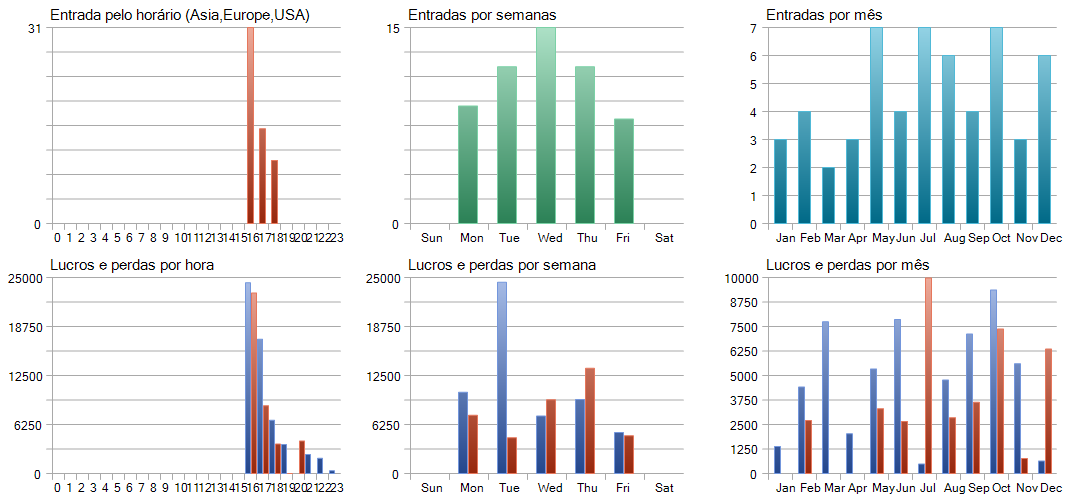 Entrada pelo horário (Asia,Europe,USA)
31
0
0 1 2 3 4 5 6 7 8 9 10 11 12 13 14 15 16 17 18 19 20 21 22 23
Entradas por semanas
15
0
Sun Mon Tue Wed Thu Fri Sat
Entradas por mês
7
6
5
4
3
2
1
0
Jan Feb Mar Apr May Jun Jul Aug Sep Oct Nov Dec
Lucros e perdas por hora
25000
18750
12500
6250
0
0 1 2 3 4 5 6 7 8 9 10 11 12 13 14 15 16 17 18 19 20 21 22 23
Lucros e perdas por semana
25000
18750
12500
6250
0
Sun Mon Tue Wed Thu Fri Sat
Lucros e perdas por mês
10000
8750
7500
6250
5000
3750
2500
1250
0
Jan Feb Mar Apr May Jun Jul Aug Sep Oct Nov Dec